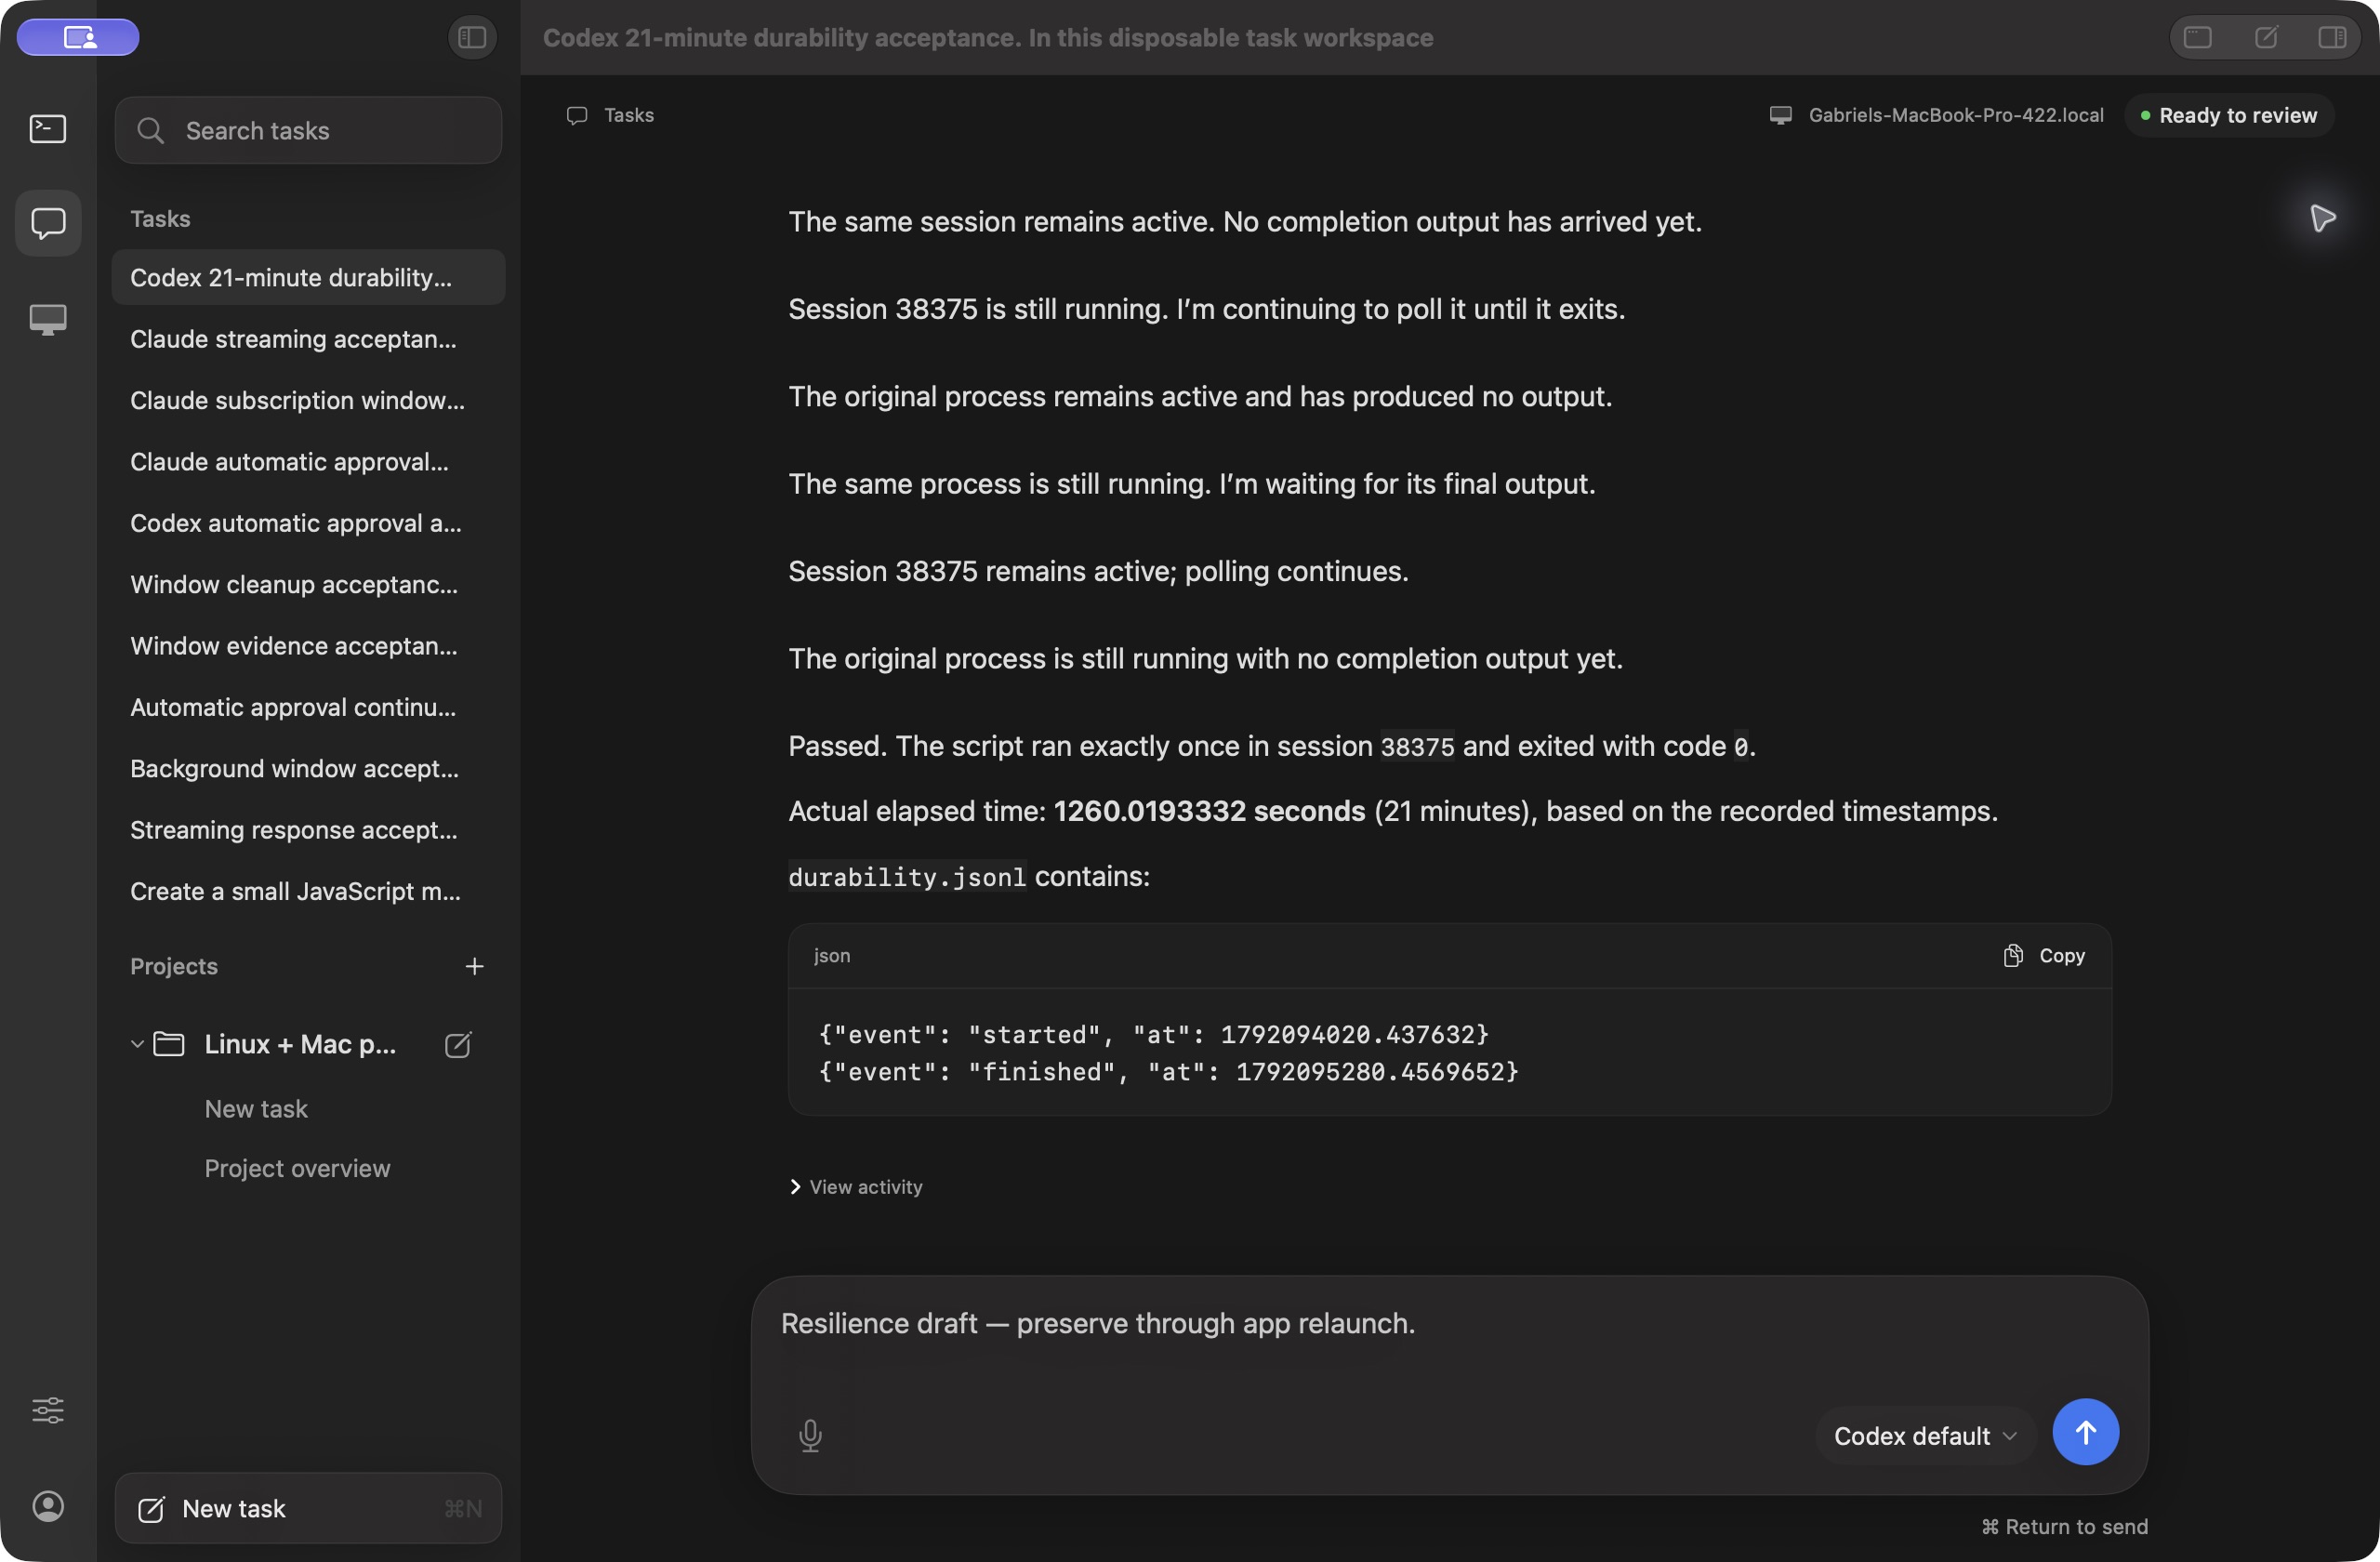 Codex 21-minute durability acceptance. In this disposable task workspace
Search tasks
Tasks
Codex 21-minute durability...
Claude streaming acceptan...
Claude subscription window...
Claude automatic approval...
Codex automatic approval a...
Window cleanup acceptanc...
Window evidence acceptan...
Automatic approval continu...
Background window accept...
Streaming response accept...
Create a small JavaScript m...
Projects
Linux + Mac p...
New task
Project overview
New task
⌘N
Tasks
Gabriels-MacBook-Pro-422.local
Ready to review
The same session remains active. No completion output has arrived yet.
Session 38375 is still running. I’m continuing to poll it until it exits.
The original process remains active and has produced no output.
The same process is still running. I’m waiting for its final output.
Session 38375 remains active; polling continues.
The original process is still running with no completion output yet.
Passed. The script ran exactly once in session 38375 and exited with code 0.
Actual elapsed time: 1260.0193332 seconds (21 minutes), based on the recorded timestamps.
durability.jsonl contains:
json
Copy
{"event": "started", "at": 1792094020.437632}
{"event": "finished", "at": 1792095280.4569652}
View activity
Resilience draft — preserve through app relaunch.
Codex default
⌘ Return to send